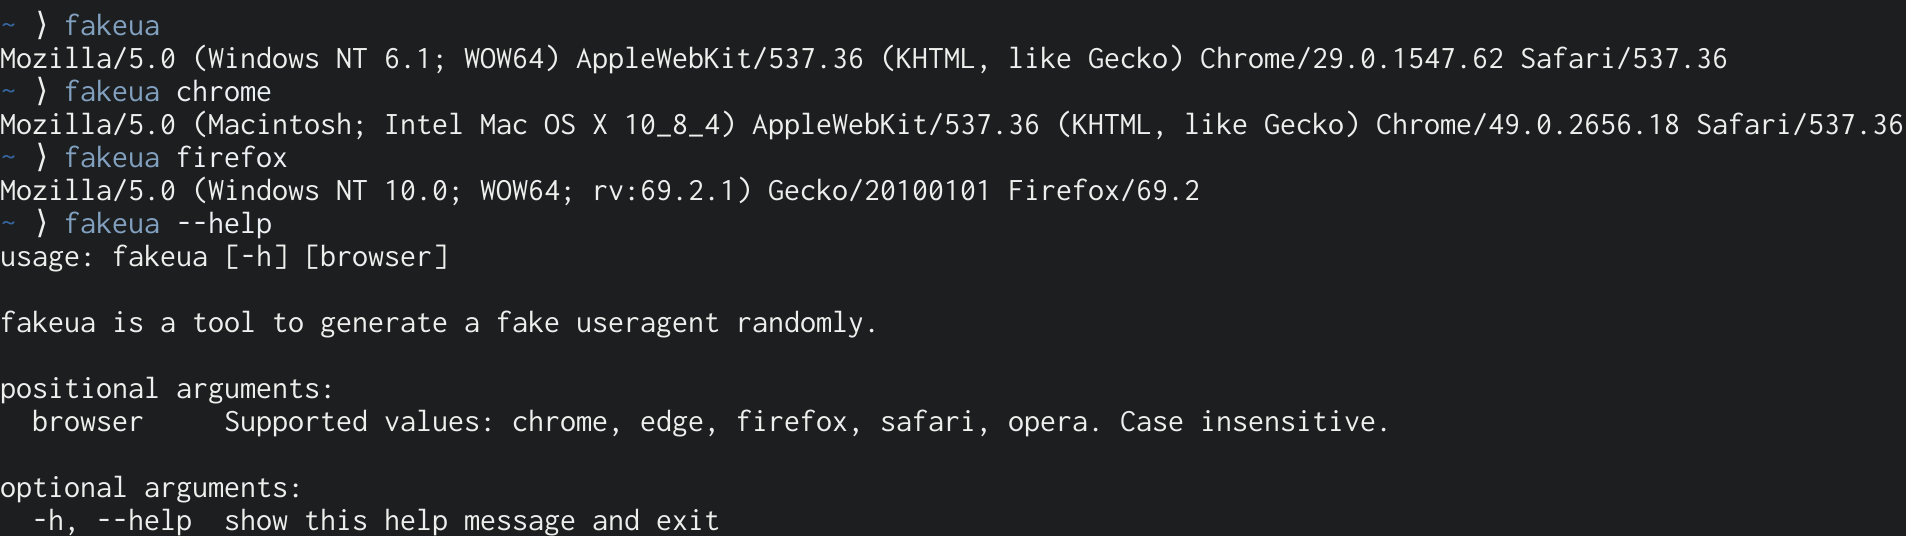 ~ ⟩ fakeua
Mozilla/5.0 (Windows NT 6.1; WOW64) AppleWebKit/537.36 (KHTML, like Gecko) Chrome/29.0.1547.62 Safari/537.36
~ ⟩ fakeua chrome
Mozilla/5.0 (Macintosh; Intel Mac OS X 10_8_4) AppleWebKit/537.36 (KHTML, like Gecko) Chrome/49.0.2656.18 Safari/537.36
~ ⟩ fakeua firefox
Mozilla/5.0 (Windows NT 10.0; WOW64; rv:69.2.1) Gecko/20100101 Firefox/69.2
~ ⟩ fakeua --help
usage: fakeua [-h] [browser]

fakeua is a tool to generate a fake useragent randomly.

positional arguments:
  browser     Supported values: chrome, edge, firefox, safari, opera. Case insensitive.

optional arguments:
  -h, --help  show this help message and exit